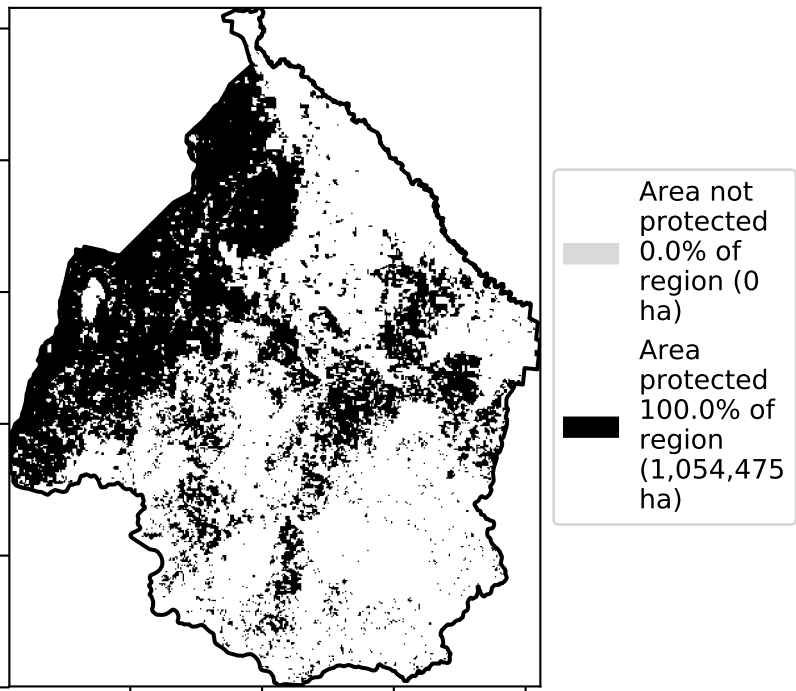 Area not
protected
0.0% of
region (0
ha)
Area
protected
100.0% of
region
(1,054,475
ha)